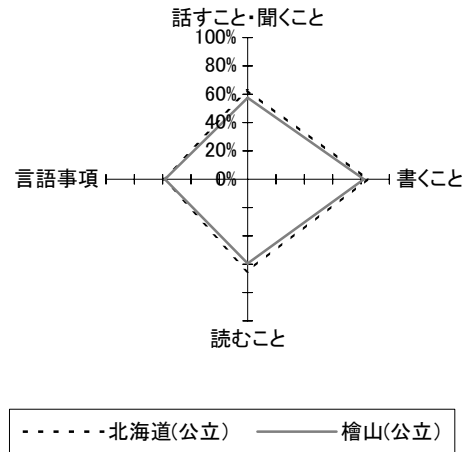 話すこと・聞くこと
100%
80%
60%
40%
20%
0%
言語事項
書くこと
読むこと
北海道(公立)
檜山(公立)